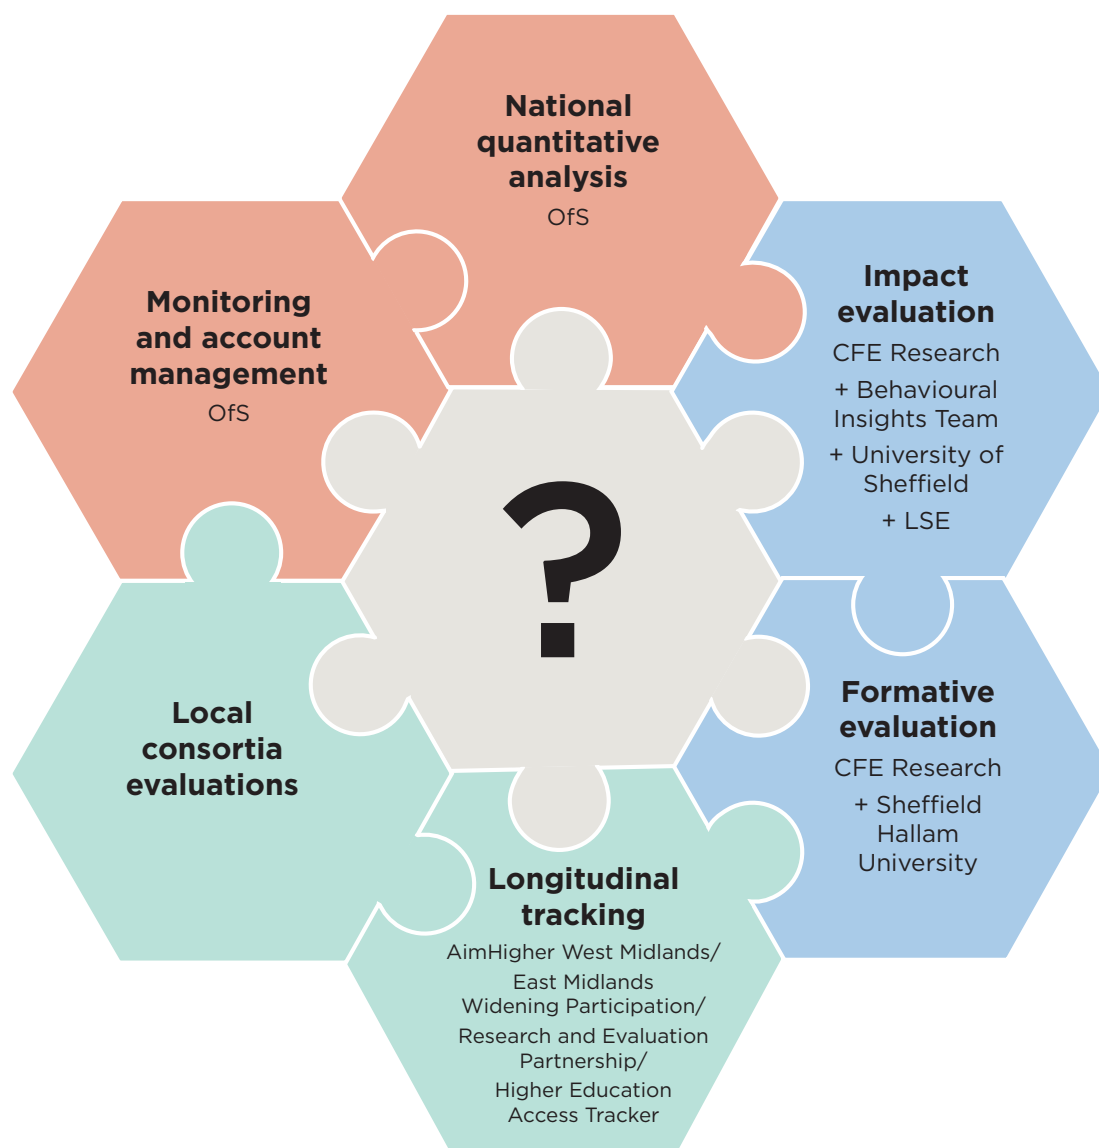 National
quantitative
analysis
OfS
Impact
evaluation
CFE Research
+ Behavioural
Insights Team
+ University of
Sheffield
+ LSE
Monitoring
and account
management
OfS
?
Formative
evaluation
CFE Research
+ Sheffield
Hallam
University
Local
consortia
evaluations
Longitudinal
tracking
AimHigher West Midlands/
East Midlands
Widening Participation/
Research and Evaluation
Partnership/
Higher Education
Access Tracker